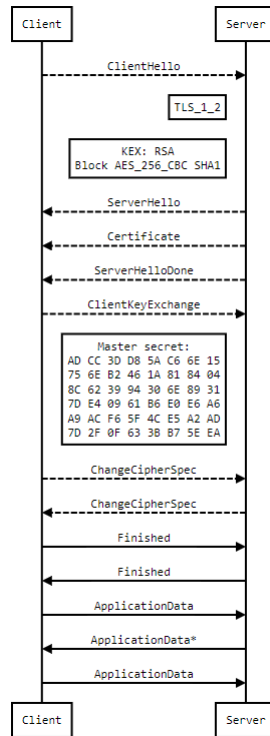 Client Server
ClientHello
TLS_1_2
KEX: RSA
Block AES_256_CBC SHA1
ServerHello
Certificate
ServerHelloDone
ClientKeyExchange
Master secret:
AD CC 3D D8 5A C6 6E 15
75 6E B2 46 1A 81 84 04
8C 62 39 94 30 6E 89 31
7D E4 09 61 B6 E0 E6 A6
A9 AC F6 5F 4C E5 A2 AD
7D 2F 0F 63 3B B7 5E EA
ChangeCipherSpec
ChangeCipherSpec
Finished
Finished
ApplicationData
ApplicationData*
ApplicationData
Client Server